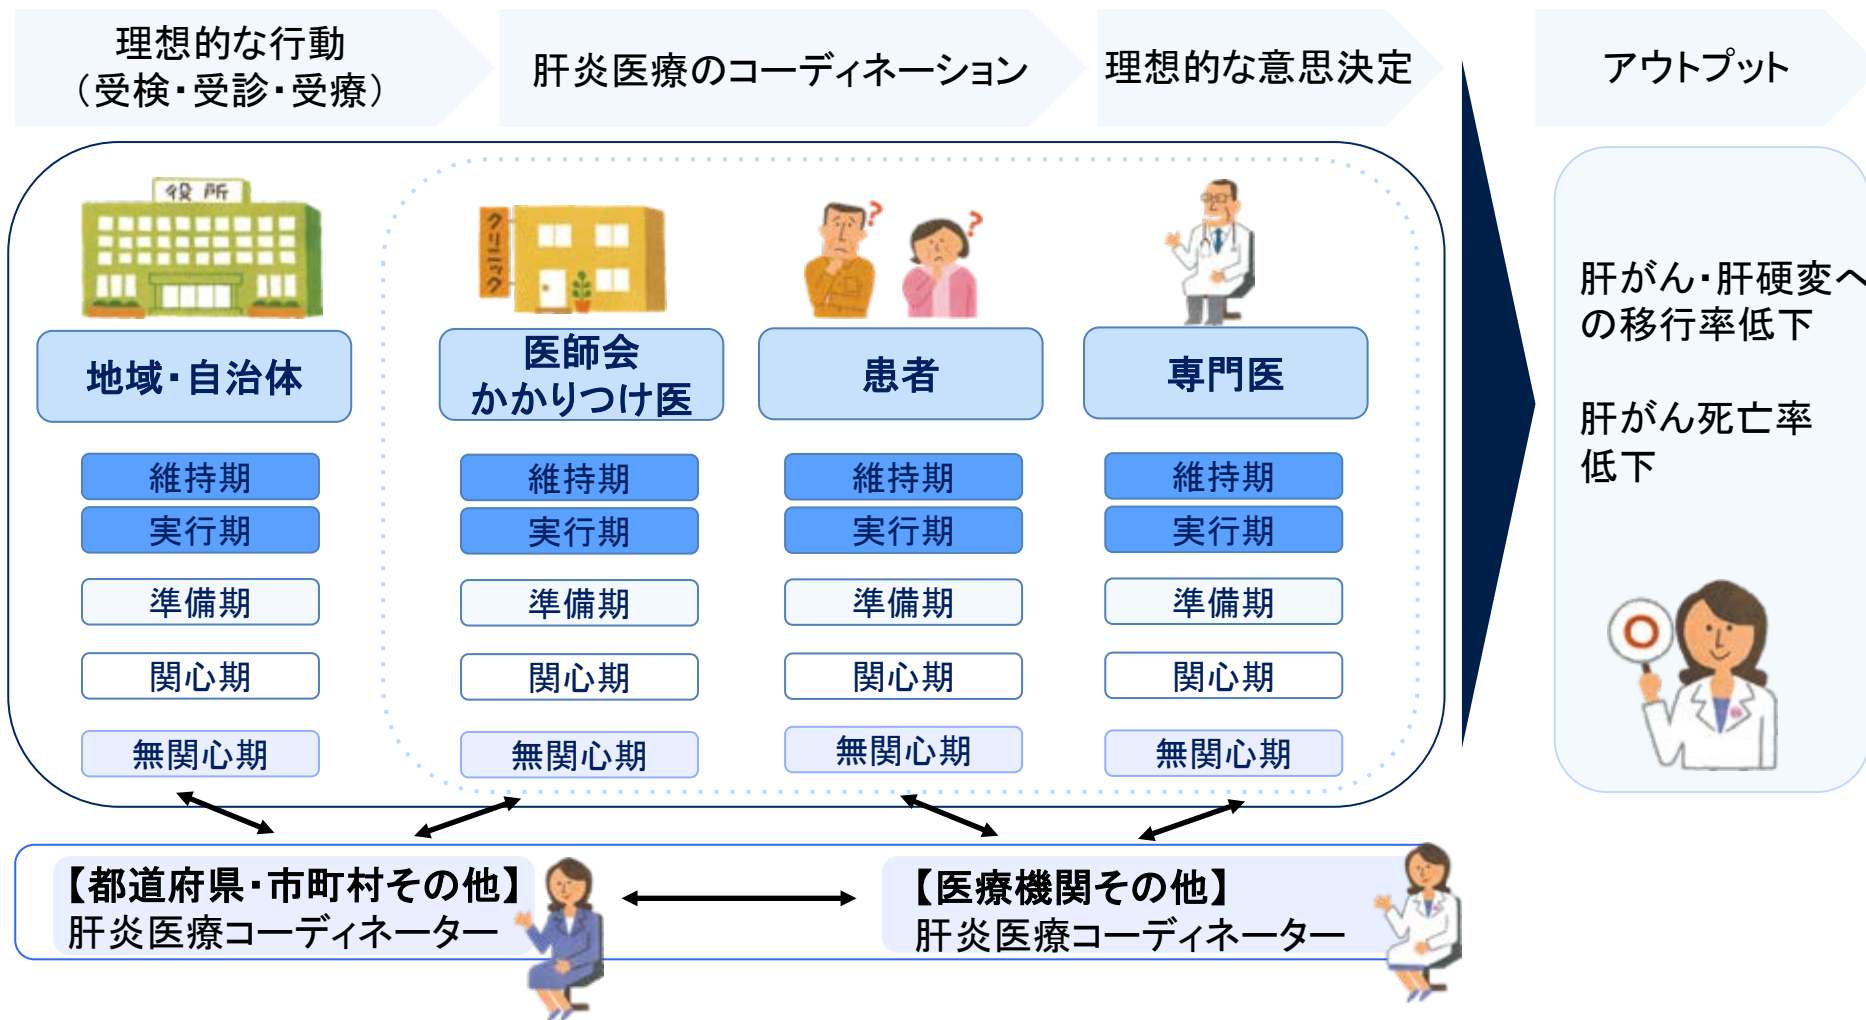 理想的な行動
（受検・受診・受療）
肝炎医療のコーディネーション
理想的な意思決定
アウトプット
役所
クリニック
地域・自治体
医師会
かかりつけ医
患者
専門医
維持期
維持期
維持期
維持期
実行期
実行期
実行期
実行期
準備期
準備期
準備期
準備期
関心期
関心期
関心期
関心期
無関心期
無関心期
無関心期
無関心期
肝がん・肝硬変へ
の移行率低下
肝がん死亡率
低下
【都道府県・市町村その他】
肝炎医療コーディネーター
【医療機関その他】
肝炎医療コーディネーター